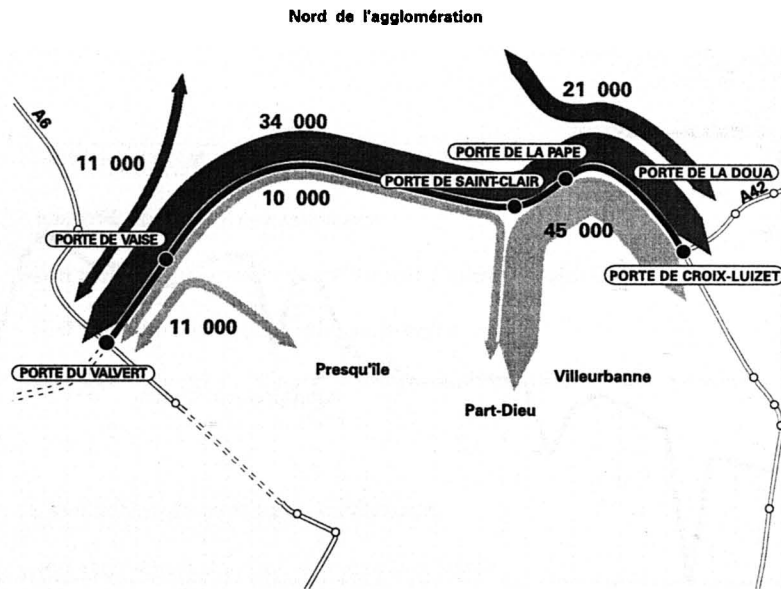 Nord de l'agglomération
A6
11 000
34 000
21 000
PORTE DE LA PAPE
PORTE DE SAINT-CLAIR
PORTE DE LA DOUA
A42
10 000
45 000
PORTE DE VAISE
PORTE DE CROIX-LUIZET
11 000
PORTE DU VALVERT
Presqu'île
Villeurbanne
Part-Dieu